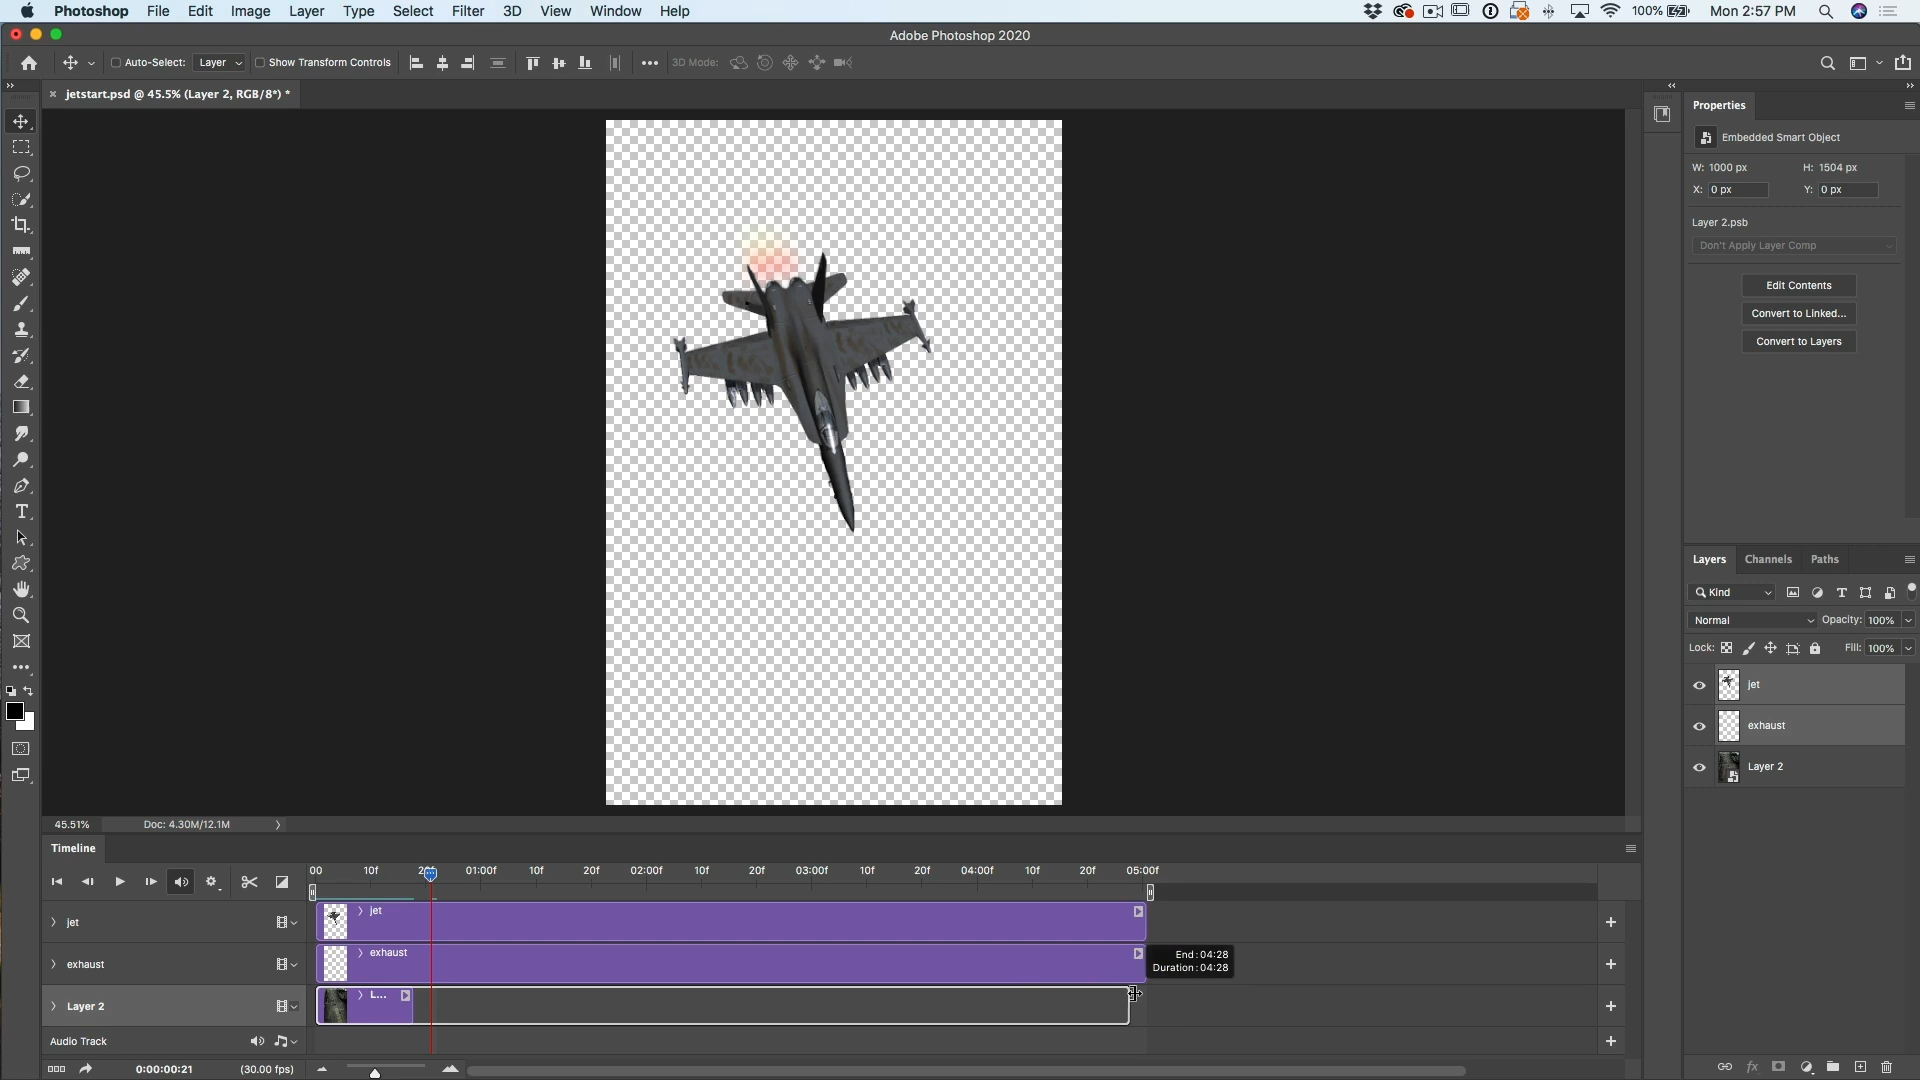 Photoshop File Edit Image Layer Type Select Filter 3D View Window Help 100% Mon 2:57 PM
Adobe Photoshop 2020
Auto-Select: Layer Show Transform Controls 3D Mode:
jetstart.psd @ 45.5% (Layer 2, RGB/8*) *
Properties
Embedded Smart Object
W: 1000 px H: 1504 px
X: 0 px Y: 0 px
Layer 2.psb
Don't Apply Layer Comp
Edit Contents
Convert to Linked...
Convert to Layers
Layers Channels Paths
Kind
Normal Opacity: 100%
Lock: Fill: 100%
jet
exhaust
Layer 2
45.51% Doc: 4.30M/12.1M
Timeline
00 10f 20f 01:00f 10f 20f 02:00f 10f 20f 03:00f 10f 20f 04:00f 10f 20f 05:00f
jet jet
exhaust exhaust
End: 04:28
Duration: 04:28
Layer 2 L...
Audio Track
0:00:00:21 (30.00 fps)